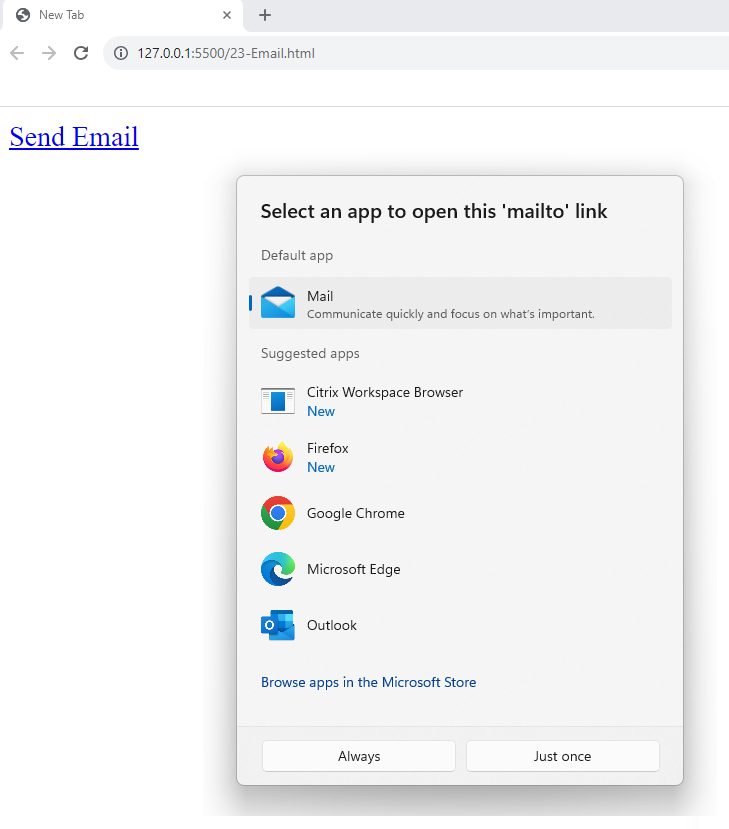 New Tab
127.0.0.1:5500/23-Email.html
Send Email
Select an app to open this 'mailto' link
Default app
Mail
Communicate quickly and focus on what's important.
Suggested apps
Citrix Workspace Browser
New
Firefox
New
Google Chrome
Microsoft Edge
Outlook
Browse apps in the Microsoft Store
Always Just once